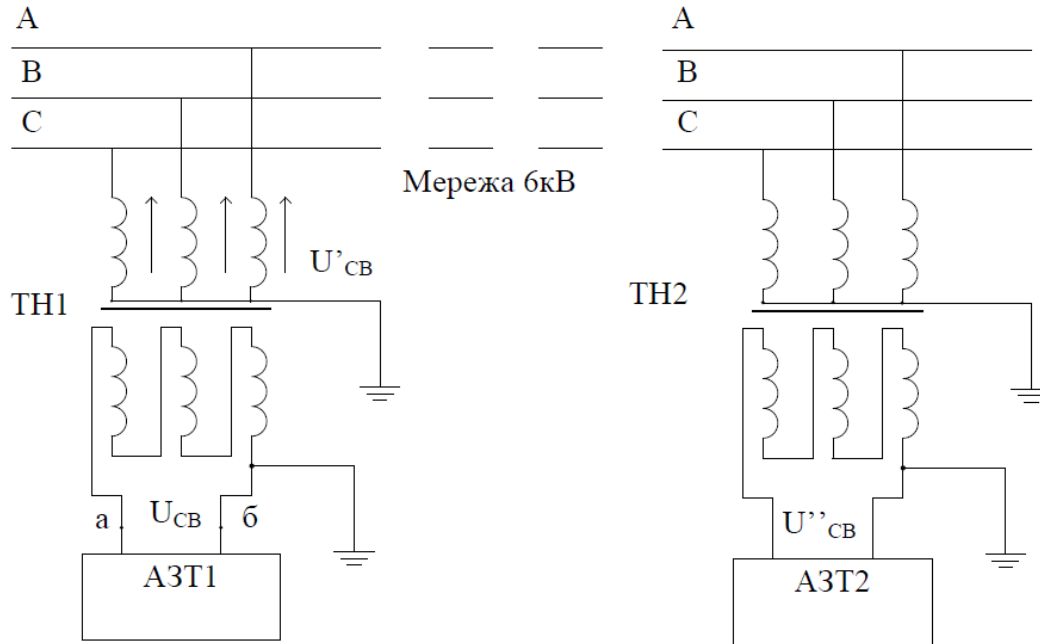 А
В
С
А
В
С
Мережа 6кВ
U’СВ
ТН1
ТН2
а
UСВ
б
U’’СВ
АЗТ1
АЗТ2